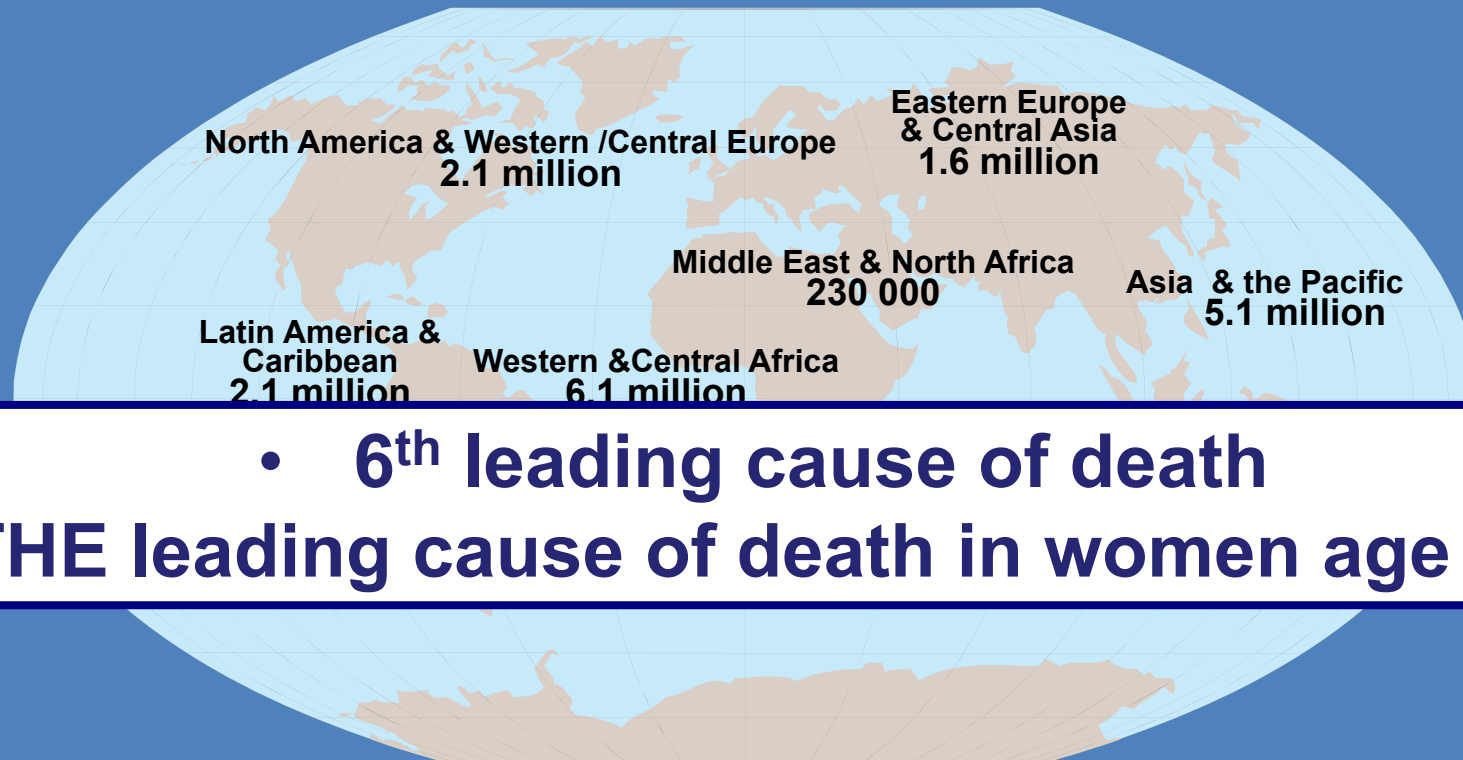 Eastern Europe
& Central Asia
1.6 million
North America & Western /Central Europe
2.1 million
Middle East & North Africa
230 000
Asia & the Pacific
5.1 million
Latin America &
Caribbean
2.1 million
Western &Central Africa
6.1 million
• 6th leading cause of death
THE leading cause of death in women age